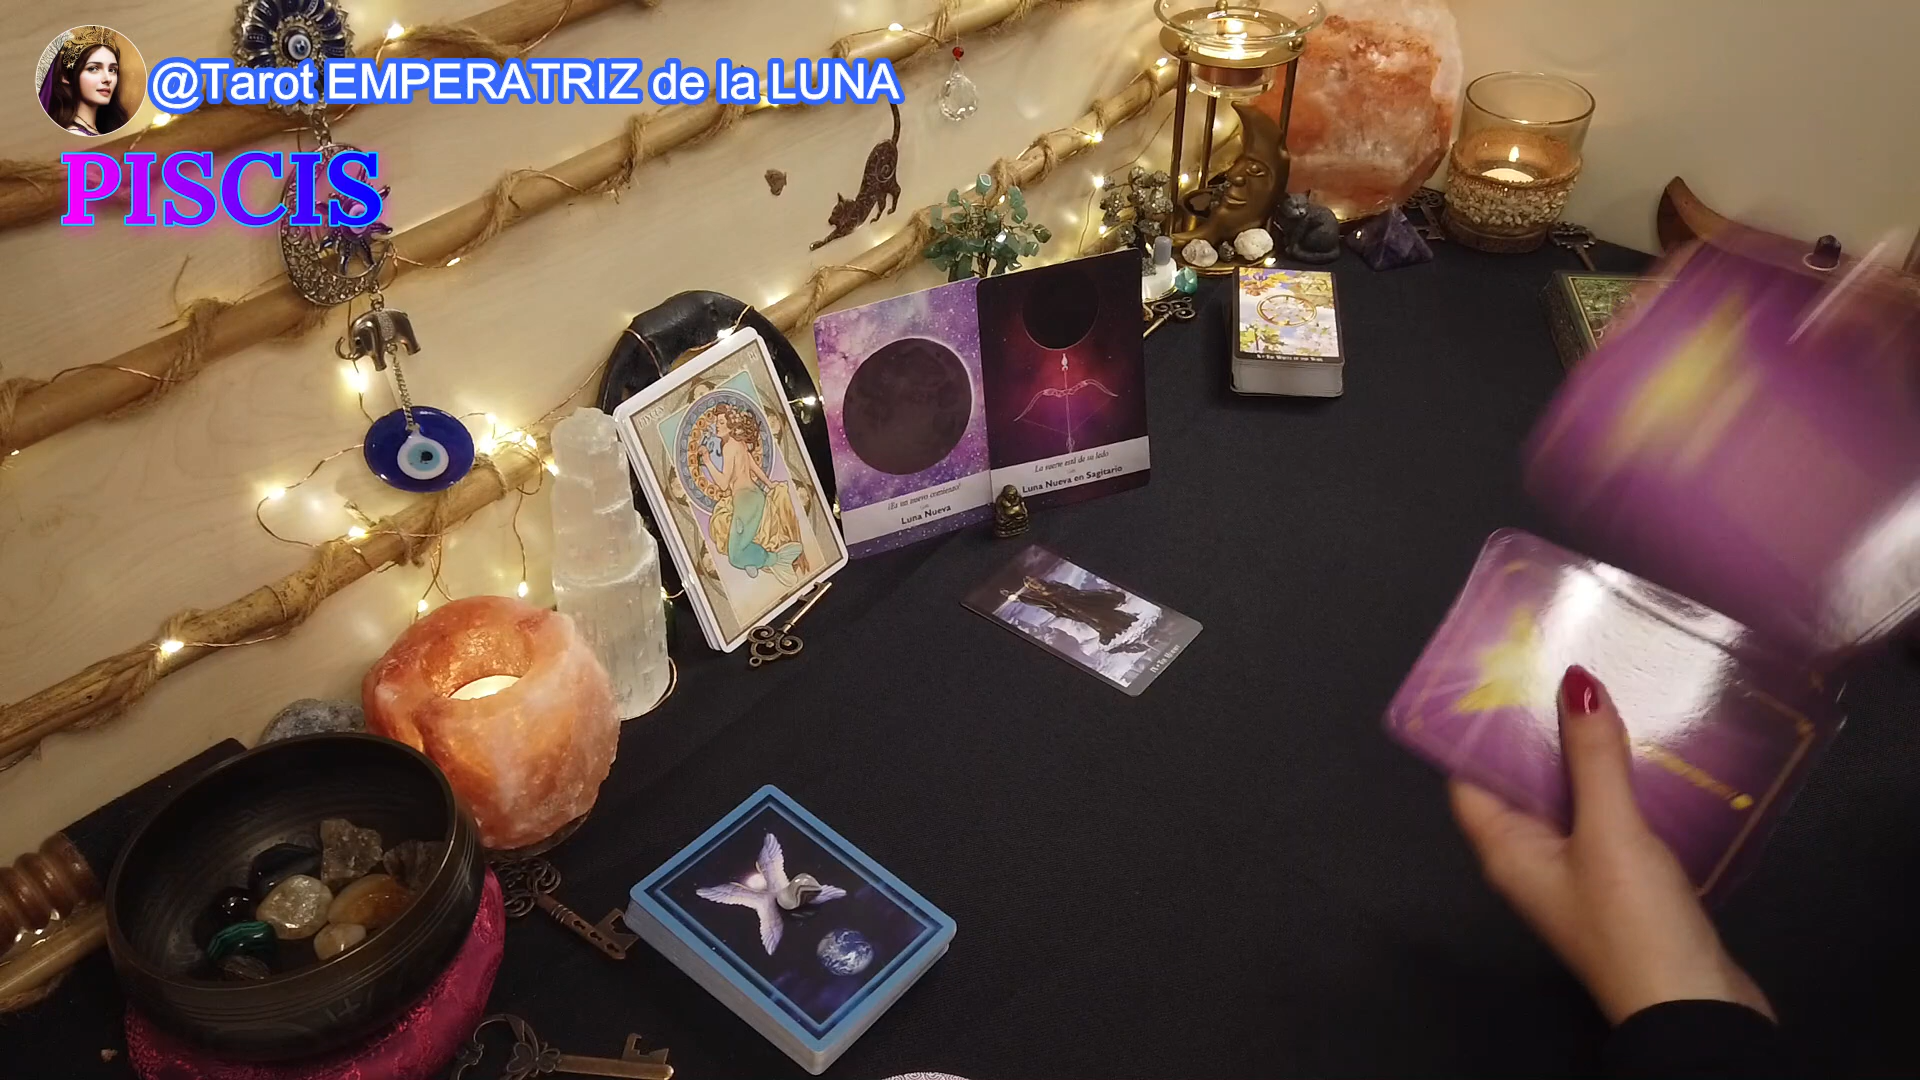 @Tarot EMPERATRIZ de la LUNA
PISCIS
¡Es un nuevo comienzo!
Luna Nueva
La suerte está de su lado
Luna Nueva en Sagitario